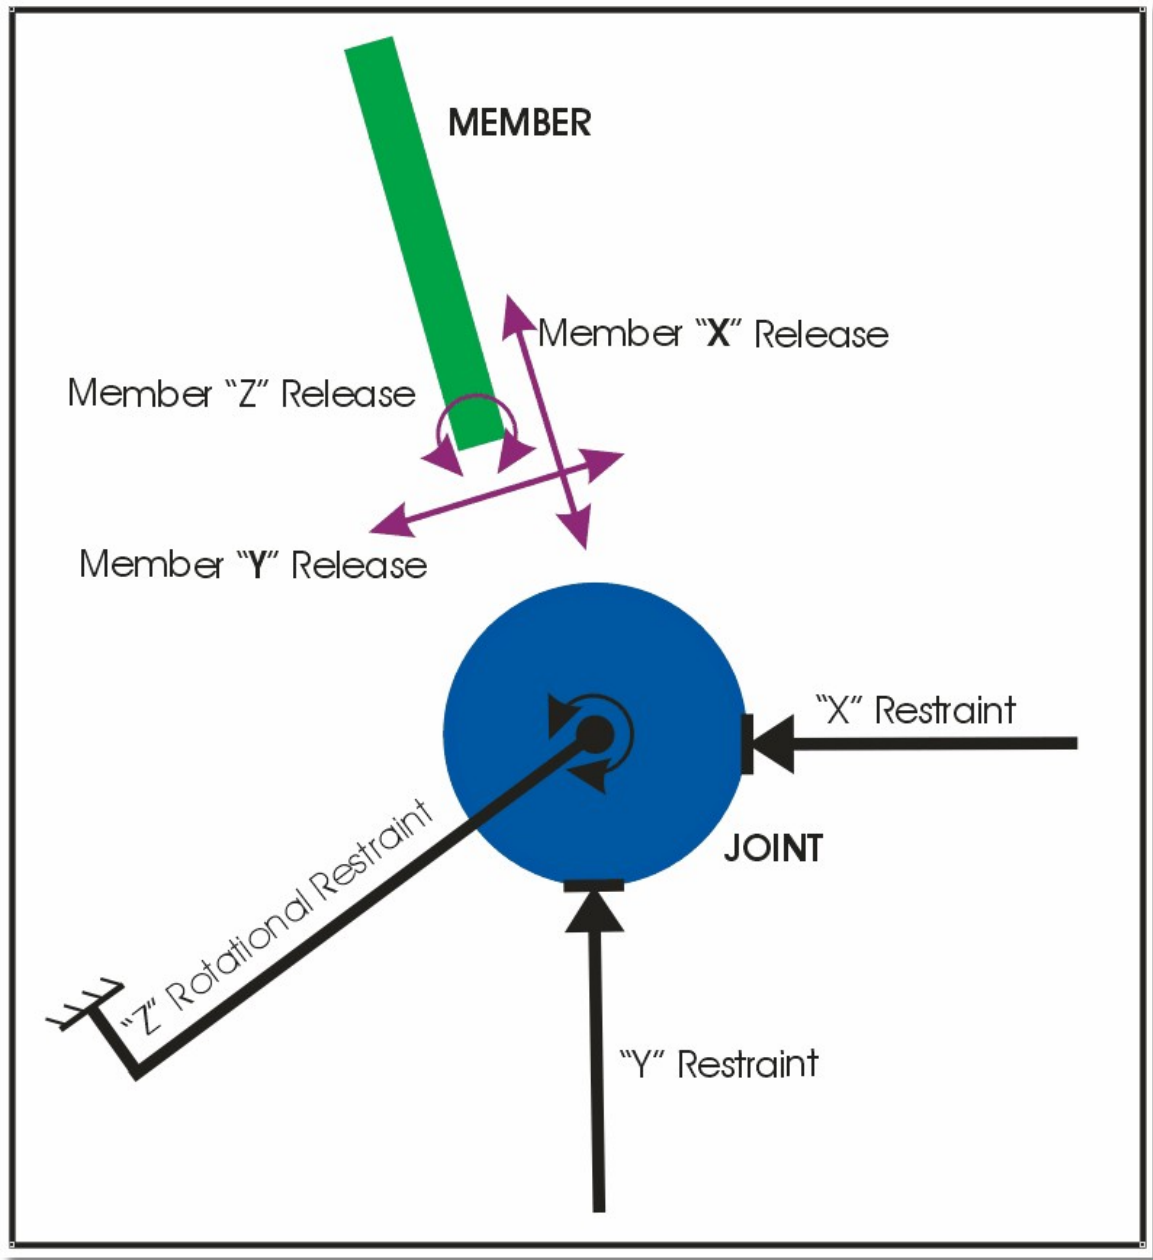 MEMBER
Member “X” Release
Member “Z” Release
Member “Y” Release
“X” Restraint
JOINT
“Z” Rotational Restraint
“Y” Restraint